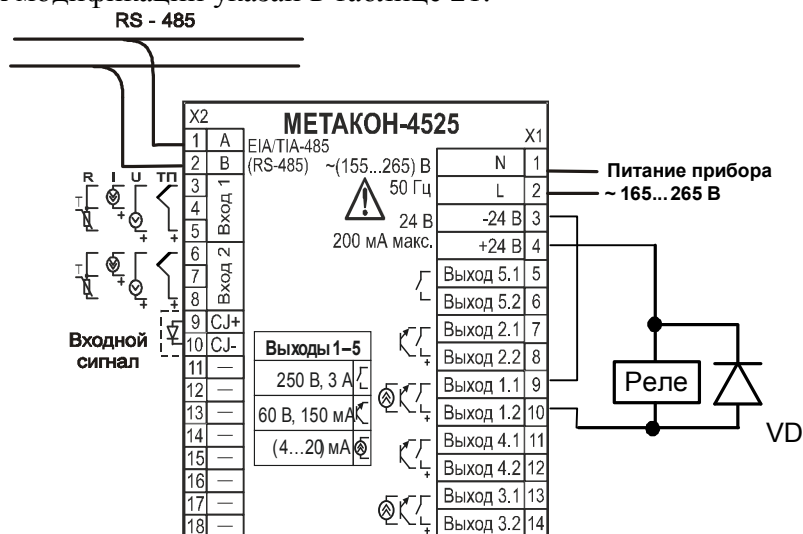 модификации указан в таблице 21.
RS - 485
X2
МЕТАКОН-4525
X1
1 A
2 B
EIA/TIA-485
(RS-485)
~(155...265) В
50 Гц
24 В
200 мА макс.
R I U ТП
T
T
3
4
5
Вход 1
6
7
8
Вход 2
9 CJ+
10 CJ-
11 —
12 —
13 —
14 —
15 —
16 —
17 —
18 —
Входной
сигнал
Выходы 1–5
250 В, 3 А
60 В, 150 мА
(4...20) мА
N 1
L 2
-24 В 3
+24 В 4
Выход 5.1 5
Выход 5.2 6
Выход 2.1 7
Выход 2.2 8
Выход 1.1 9
Выход 1.2 10
Выход 4.1 11
Выход 4.2 12
Выход 3.1 13
Выход 3.2 14
Питание прибора
~ 165... 265 В
Реле
VD